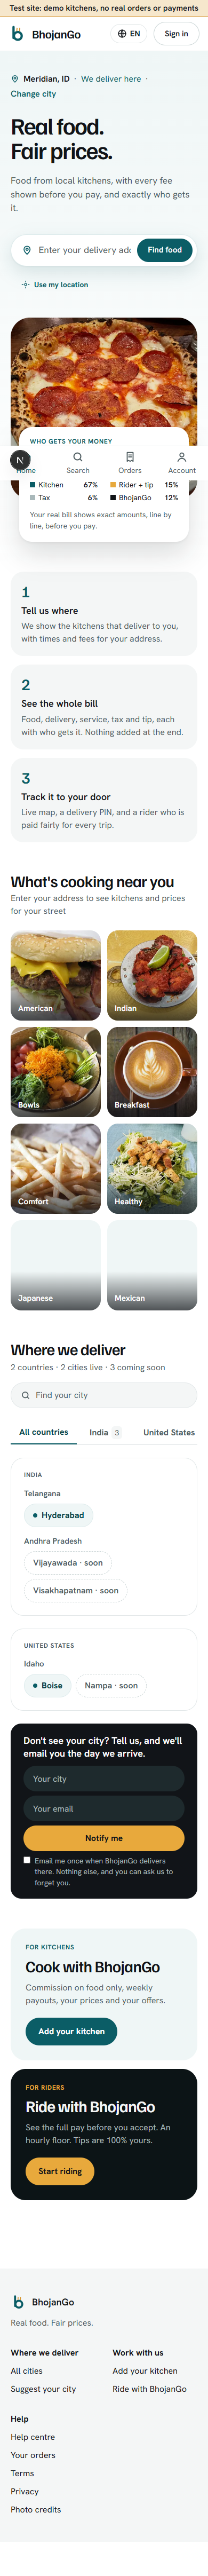 Test site: demo kitchens, no real orders or payments
BhojanGo
EN
Sign in
Meridian, ID · We deliver here ·
Change city
Real food.
Fair prices.
Food from local kitchens, with every fee
shown before you pay, and exactly who gets
it.
Enter your delivery add
Find food
Use my location
WHO GETS YOUR MONEY
N
Home
Search
Orders
Account
Kitchen 67%
Rider + tip 15%
Tax 6%
BhojanGo 12%
Your real bill shows exact amounts, line by
line, before you pay.
1
Tell us where
We show the kitchens that deliver to you,
with times and fees for your address.
2
See the whole bill
Food, delivery, service, tax and tip, each
with who gets it. Nothing added at the end.
3
Track it to your door
Live map, a delivery PIN, and a rider who is
paid fairly for every trip.
What's cooking near you
Enter your address to see kitchens and prices
for your street
American
Indian
Bowls
Breakfast
Comfort
Healthy
Japanese
Mexican
Where we deliver
2 countries · 2 cities live · 3 coming soon
Find your city
All countries
India 3
United States
INDIA
Telangana
Hyderabad
Andhra Pradesh
Vijayawada · soon
Visakhapatnam · soon
UNITED STATES
Idaho
Boise
Nampa · soon
Don't see your city? Tell us, and we'll
email you the day we arrive.
Your city
Your email
Notify me
Email me once when BhojanGo delivers
there. Nothing else, and you can ask us to
forget you.
FOR KITCHENS
Cook with BhojanGo
Commission on food only, weekly
payouts, your prices and your offers.
Add your kitchen
FOR RIDERS
Ride with BhojanGo
See the full pay before you accept. An
hourly floor. Tips are 100% yours.
Start riding
BhojanGo
Real food. Fair prices.
Where we deliver
All cities
Suggest your city
Work with us
Add your kitchen
Ride with BhojanGo
Help
Help centre
Your orders
Terms
Privacy
Photo credits